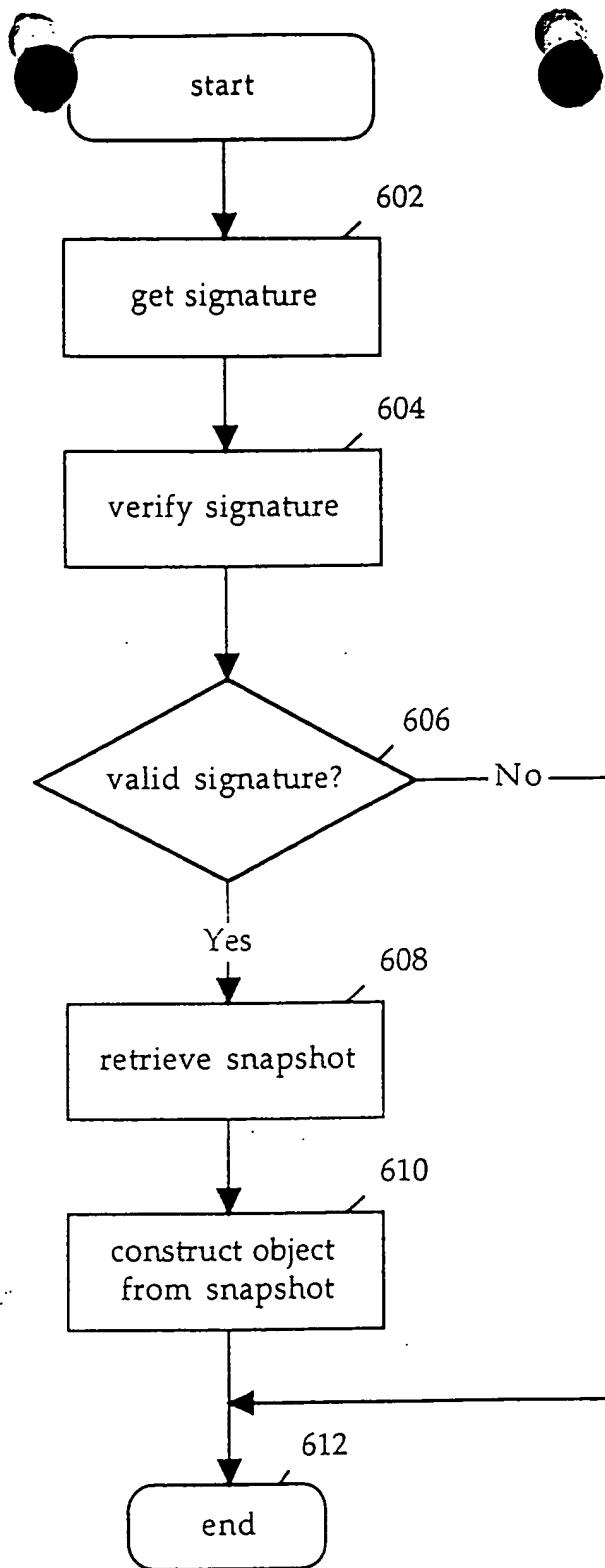 start
602
get signature
604
verify signature
606
valid signature?
No
Yes
608
retrieve snapshot
610
construct object
from snapshot
612
end